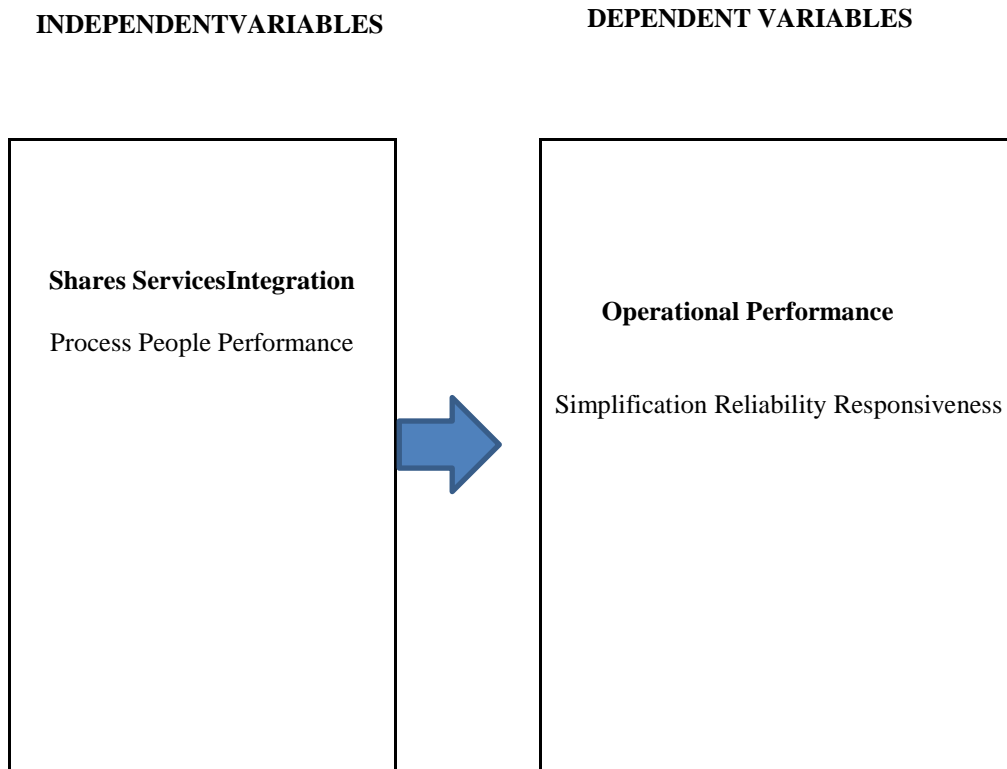 INDEPENDENTVARIABLES
DEPENDENT VARIABLES
Shares ServicesIntegration
Process People Performance
Operational Performance
Simplification Reliability Responsiveness